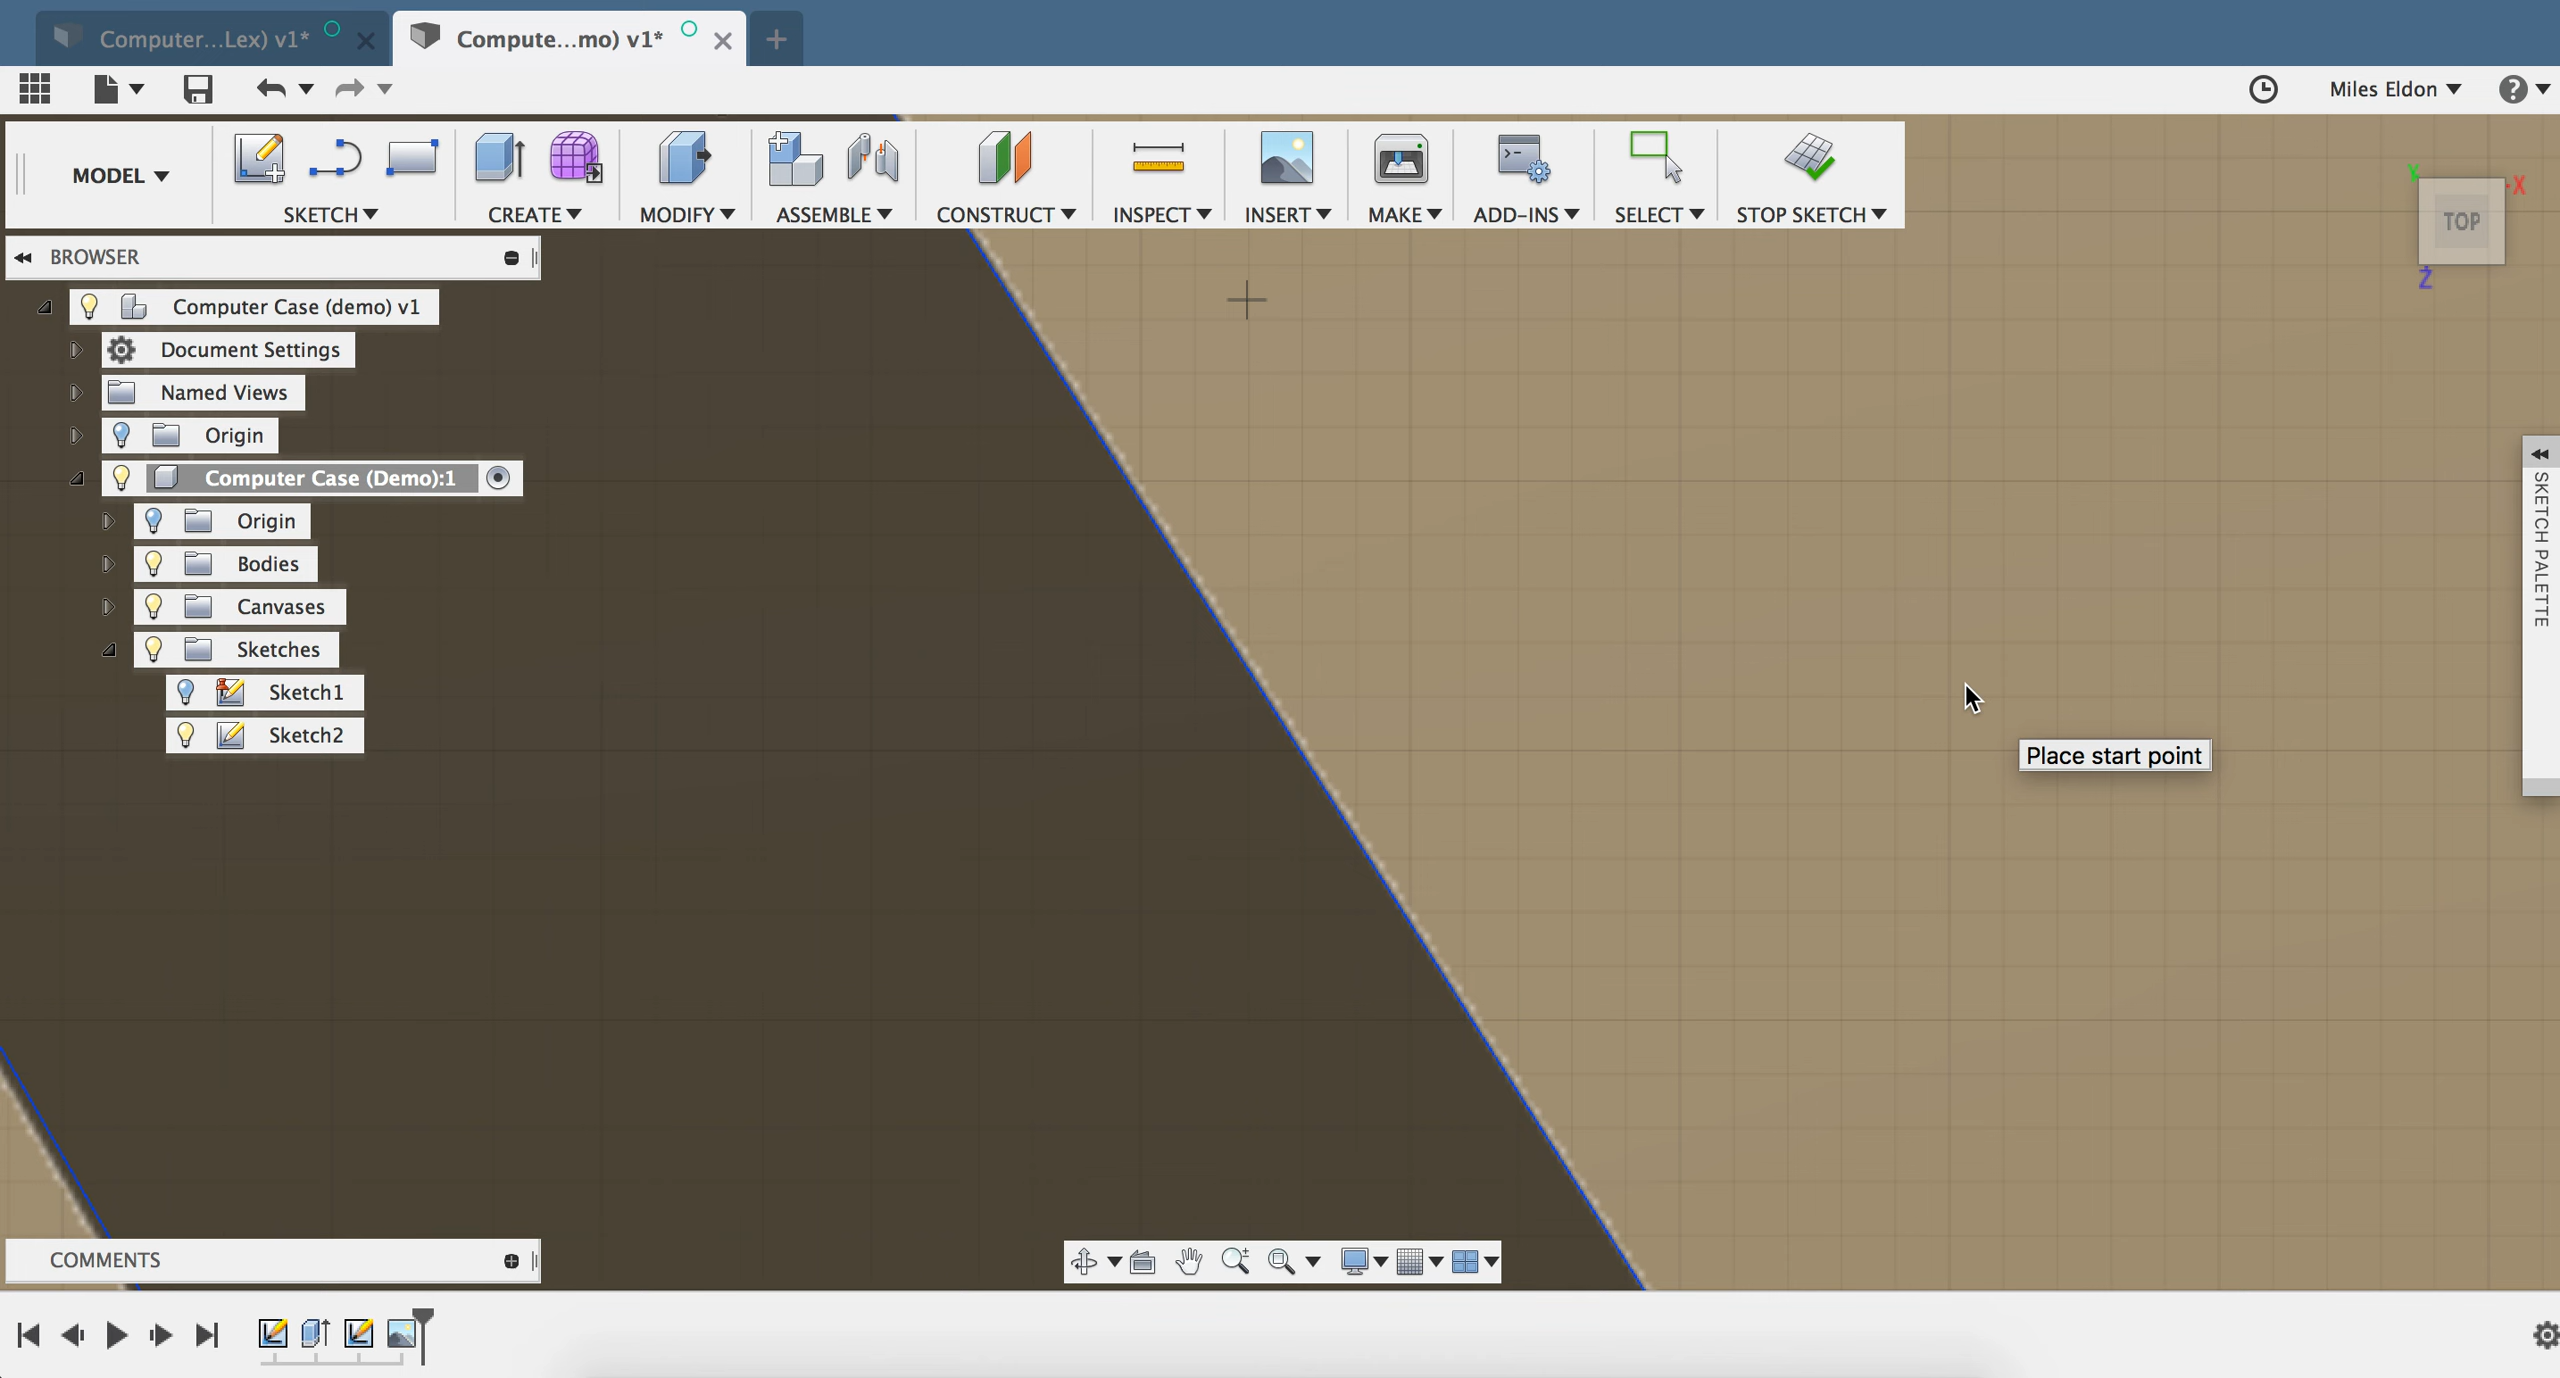 Computer...Lex) v1*
Compute...mo) v1*
Miles Eldon
MODEL
SKETCH
CREATE
MODIFY
ASSEMBLE
CONSTRUCT
INSPECT
INSERT
MAKE
ADD-INS
SELECT
STOP SKETCH
Y
X
TOP
Z
BROWSER
Computer Case (demo) v1
Document Settings
Named Views
Origin
Computer Case (Demo):1
Origin
Bodies
Canvases
Sketches
Sketch1
Sketch2
SKETCH PALETTE
Place start point
COMMENTS